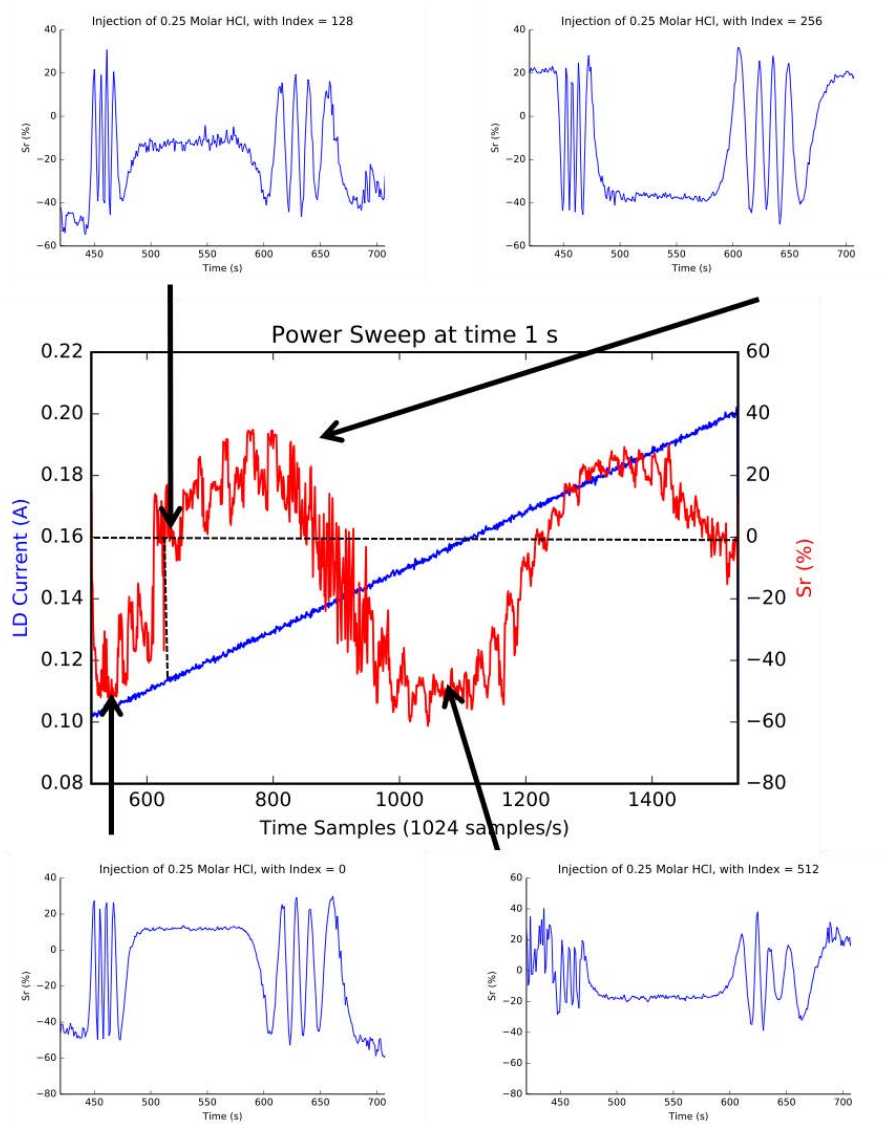 Injection of 0.25 Molar HCl, with Index = 128
40
20
0
−20
−40
−60
Sr (%)
450 500 550 600 650 700
Time (s)
Injection of 0.25 Molar HCl, with Index = 256
40
20
0
−20
−40
−60
Sr (%)
450 500 550 600 650 700
Time (s)
Power Sweep at time 1 s
0.22
0.20
0.18
0.16
0.14
0.12
0.10
0.08
LD Current (A)
60
40
20
0
−20
−40
−60
−80
Sr (%)
600 800 1000 1200 1400
Time Samples (1024 samples/s)
Injection of 0.25 Molar HCl, with Index = 0
40
20
0
−20
−40
−60
−80
Sr (%)
450 500 550 600 650 700
Time (s)
Injection of 0.25 Molar HCl, with Index = 512
60
40
20
0
−20
−40
−60
−80
Sr (%)
450 500 550 600 650 700
Time (s)